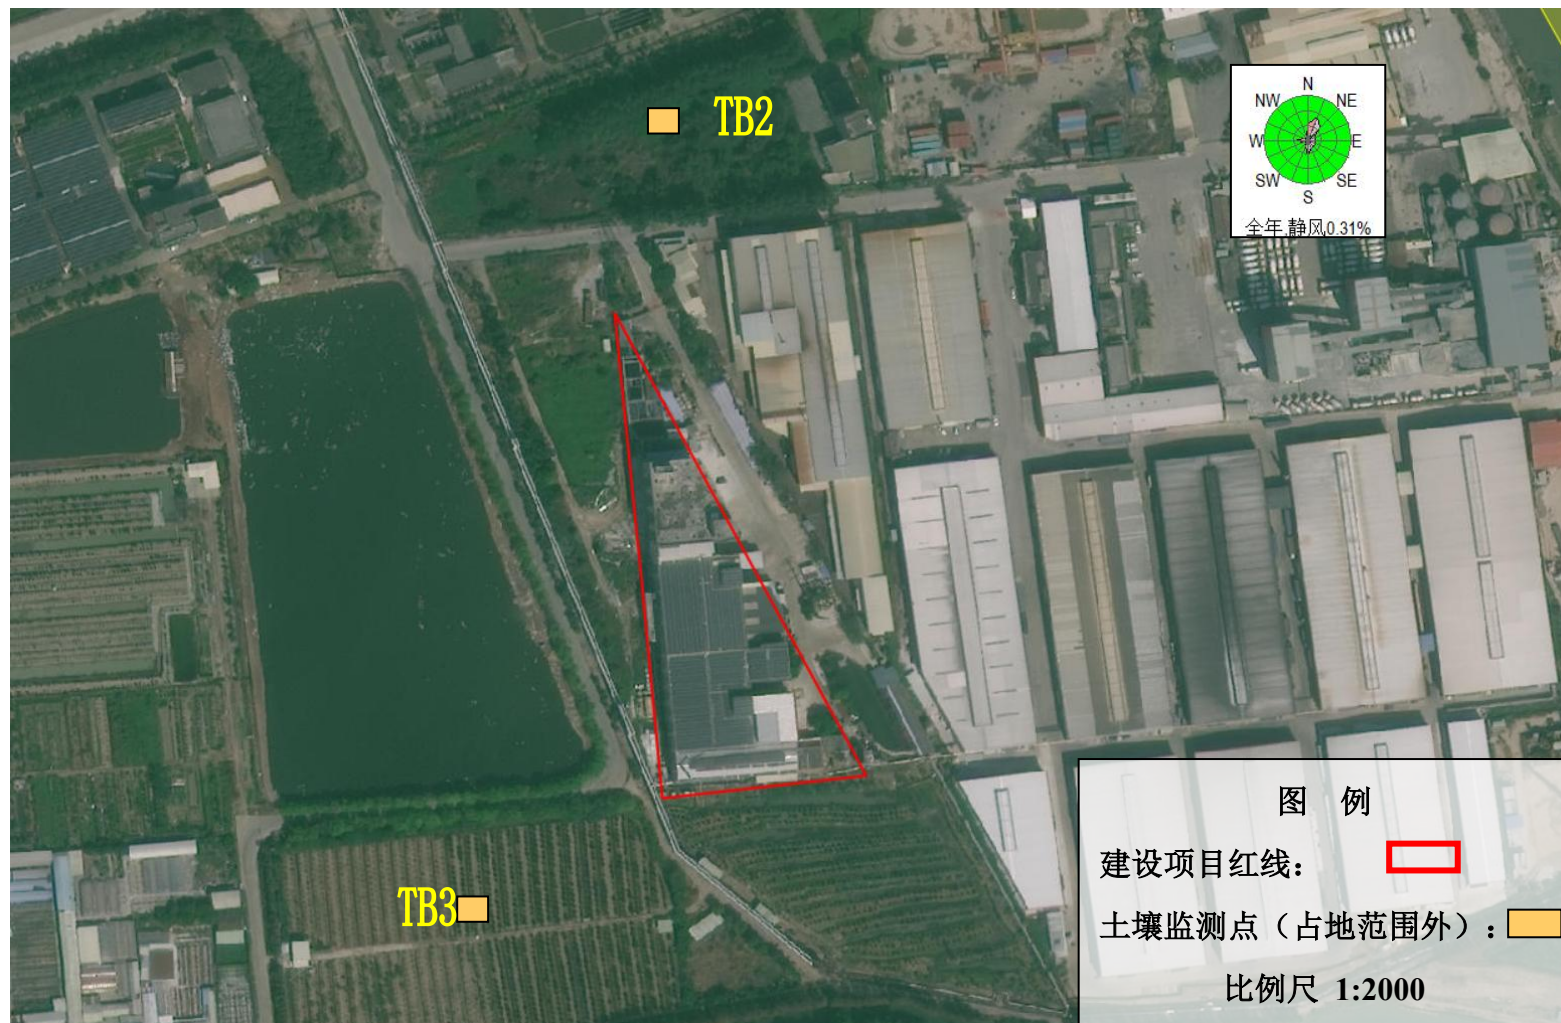 TB2
N
NW NE
W E
SW SE
S
全年,静风0.31%
TB3
图 例
建设项目红线：
土壤监测点（占地范围外）：
比例尺 1:2000